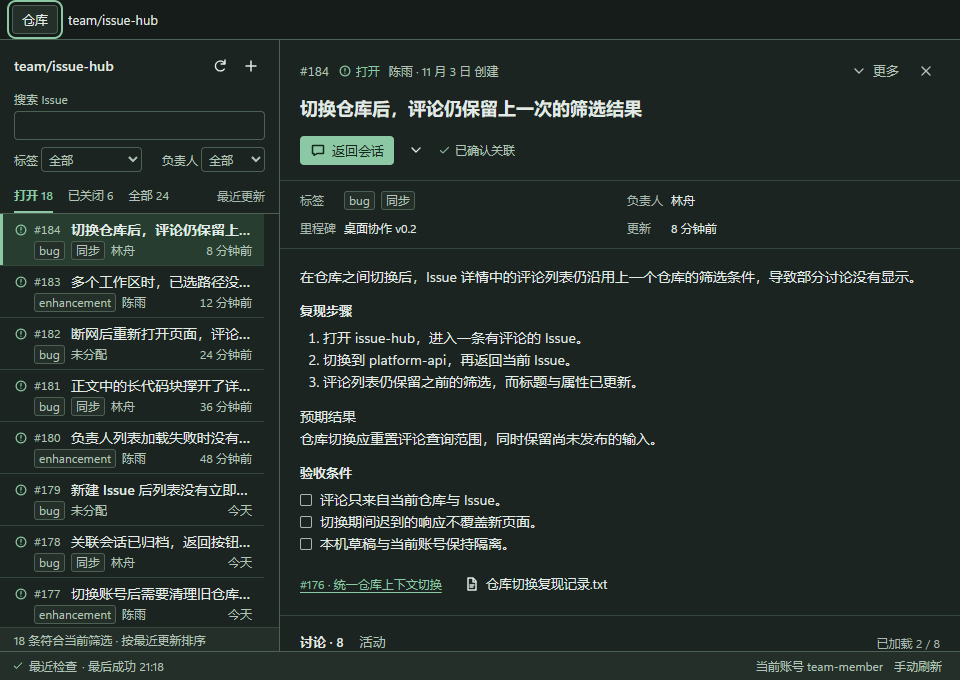 仓库 team/issue-hub
team/issue-hub
搜索 Issue
标签 全部 负责人 全部
打开 18 已关闭 6 全部 24 最近更新
#184 切换仓库后，评论仍保留上...
bug 同步 林舟 8 分钟前
#183 多个工作区时，已选路径没...
enhancement 陈雨 12 分钟前
#182 断网后重新打开页面，评论...
bug 未分配 24 分钟前
#181 正文中的长代码块撑开了详...
bug 同步 林舟 36 分钟前
#180 负责人列表加载失败时没有...
enhancement 陈雨 48 分钟前
#179 新建 Issue 后列表没有立即...
bug 未分配 今天
#178 关联会话已归档，返回按钮...
bug 同步 林舟 今天
#177 切换账号后需要清理旧仓库...
enhancement 陈雨 今天
18 条符合当前筛选 · 按最近更新排序
#184 打开 陈雨 · 11 月 3 日 创建 更多
切换仓库后，评论仍保留上一次的筛选结果
返回会话 已确认关联
标签 bug 同步 负责人 林舟
里程碑 桌面协作 v0.2 更新 8 分钟前
在仓库之间切换后，Issue 详情中的评论列表仍沿用上一个仓库的筛选条件，导致部分讨论没有显示。
复现步骤
1. 打开 issue-hub，进入一条有评论的 Issue。
2. 切换到 platform-api，再返回当前 Issue。
3. 评论列表仍保留之前的筛选，而标题与属性已更新。
预期结果
仓库切换应重置评论查询范围，同时保留尚未发布的输入。
验收条件
评论只来自当前仓库与 Issue。
切换期间迟到的响应不覆盖新页面。
本机草稿与当前账号保持隔离。
#176 · 统一仓库上下文切换 仓库切换复现记录.txt
讨论 · 8 活动 已加载 2 / 8
最近检查 · 最后成功 21:18 当前账号 team-member 手动刷新